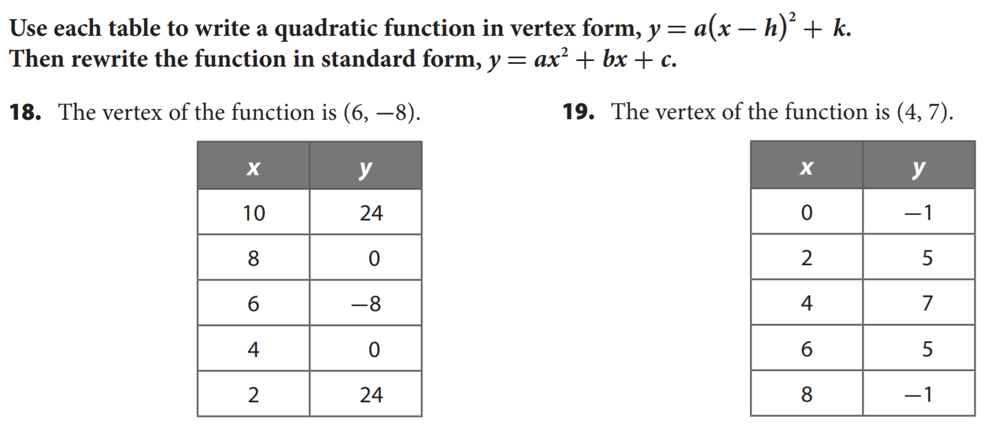 Use each table to write a quadratic function in vertex form, y = a(x − h)² + k.
Then rewrite the function in standard form, y = ax² + bx + c.
18. The vertex of the function is (6, −8).
x y
10 24
8 0
6 −8
4 0
2 24
19. The vertex of the function is (4, 7).
x y
0 −1
2 5
4 7
6 5
8 −1